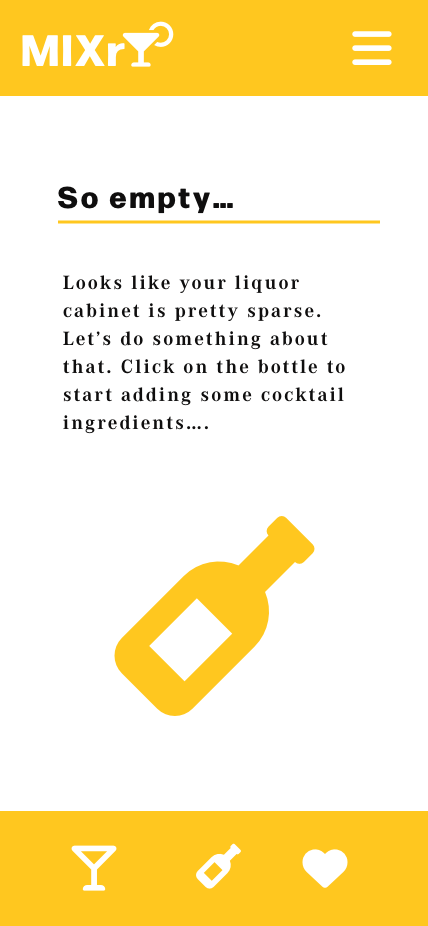 MIXr
So empty…
Looks like your liquor
cabinet is pretty sparse.
Let’s do something about
that. Click on the bottle to
start adding some cocktail
ingredients….